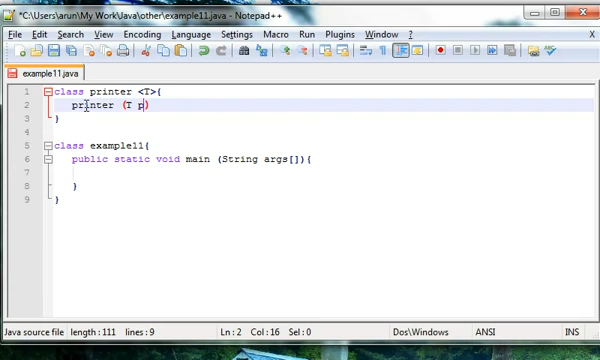 *C:\Users\arun\My Work\Java\other\example11.java - Notepad++
File Edit Search View Encoding Language Settings Macro Run Plugins Window ? X
example11.java
1 class printer <T>{
2 printer (T p)
3 }
4
5 class example11{
6 public static void main (String args[]){
7
8 }
9 }
Java source file length : 111 lines : 9 Ln : 2 Col : 16 Sel : 0 Dos\Windows ANSI INS